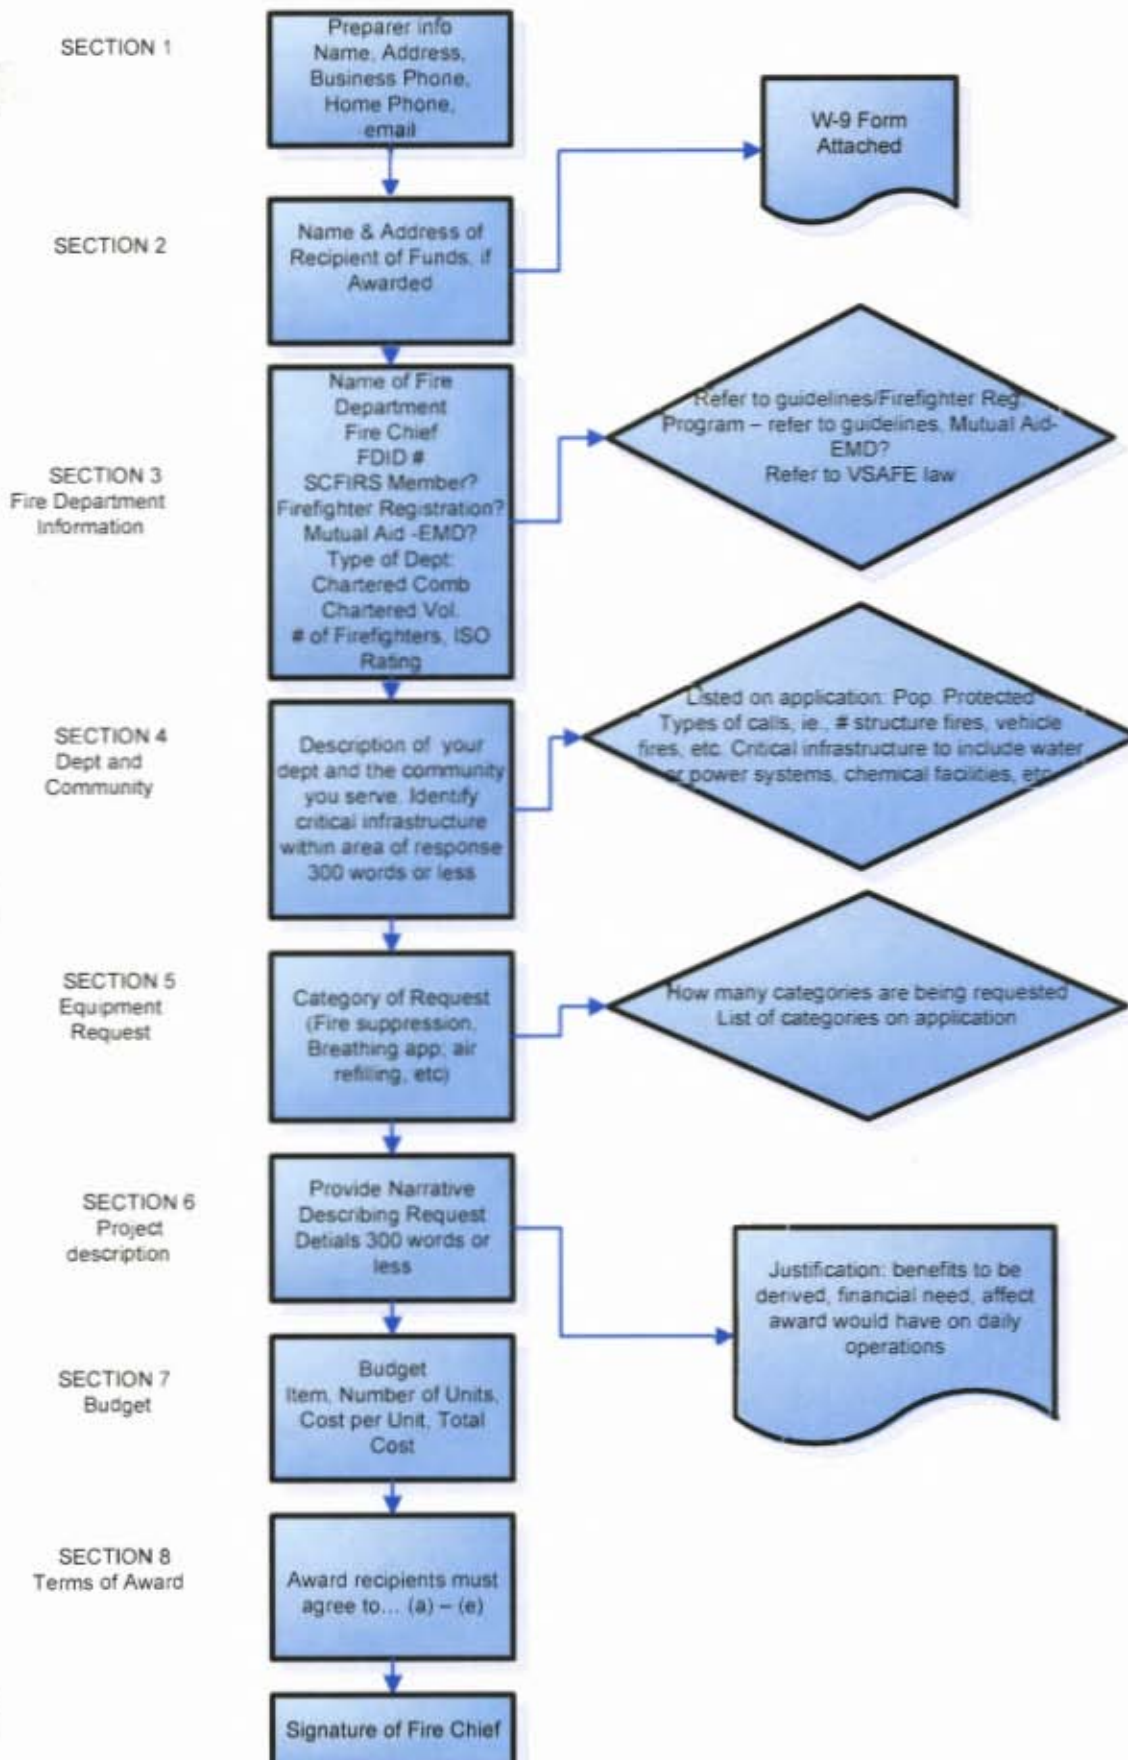 SECTION 1
Preparer info
Name, Address,
Business Phone,
Home Phone,
email
W-9 Form
Attached
SECTION 2
Name & Address of
Recipient of Funds, if
Awarded
SECTION 3
Fire Department
Information
Name of Fire
Department
Fire Chief
FDID #
SCFIRS Member?
Firefighter Registration?
Mutual Aid -EMD?
Type of Dept:
Chartered Comb
Chartered Vol.
# of Firefighters, ISO
Rating
Refer to guidelines/Firefighter Reg
Program – refer to guidelines, Mutual Aid-
EMD?
Refer to VSAFE law
SECTION 4
Dept and
Community
Description of your
dept and the community
you serve. Identify
critical infrastructure
within area of response
300 words or less
Listed on application: Pop. Protected
Types of calls, ie., # structure fires, vehicle
fires, etc. Critical infrastructure to include water
or power systems, chemical facilities, etc
SECTION 5
Equipment
Request
Category of Request
(Fire suppression,
Breathing app, air
refilling, etc)
How many categories are being requested
List of categories on application
SECTION 6
Project
description
Provide Narrative
Describing Request
Detials 300 words or
less
Justification: benefits to be
derived, financial need, affect
award would have on daily
operations
SECTION 7
Budget
Budget
Item, Number of Units,
Cost per Unit, Total
Cost
SECTION 8
Terms of Award
Award recipients must
agree to... (a) – (e)
Signature of Fire Chief